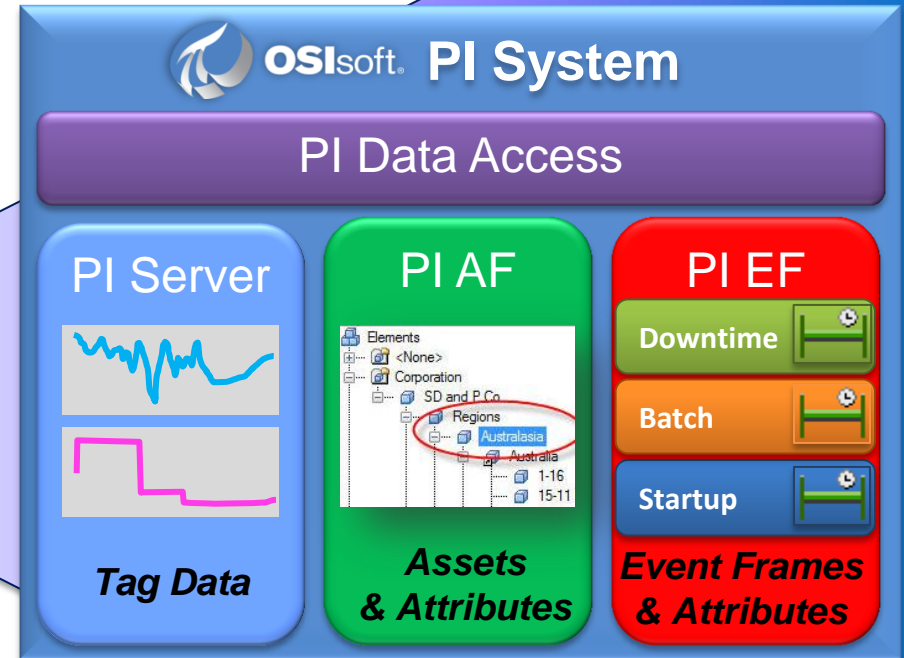 OSIsoft. PI System
PI Data Access
PI Server
Tag Data
PI AF
Elements
<None>
Corporation
SD and P Co
Regions
Australasia
Australia
1-16
15-11
Assets
& Attributes
PI EF
Downtime
Batch
Startup
Event Frames
& Attributes